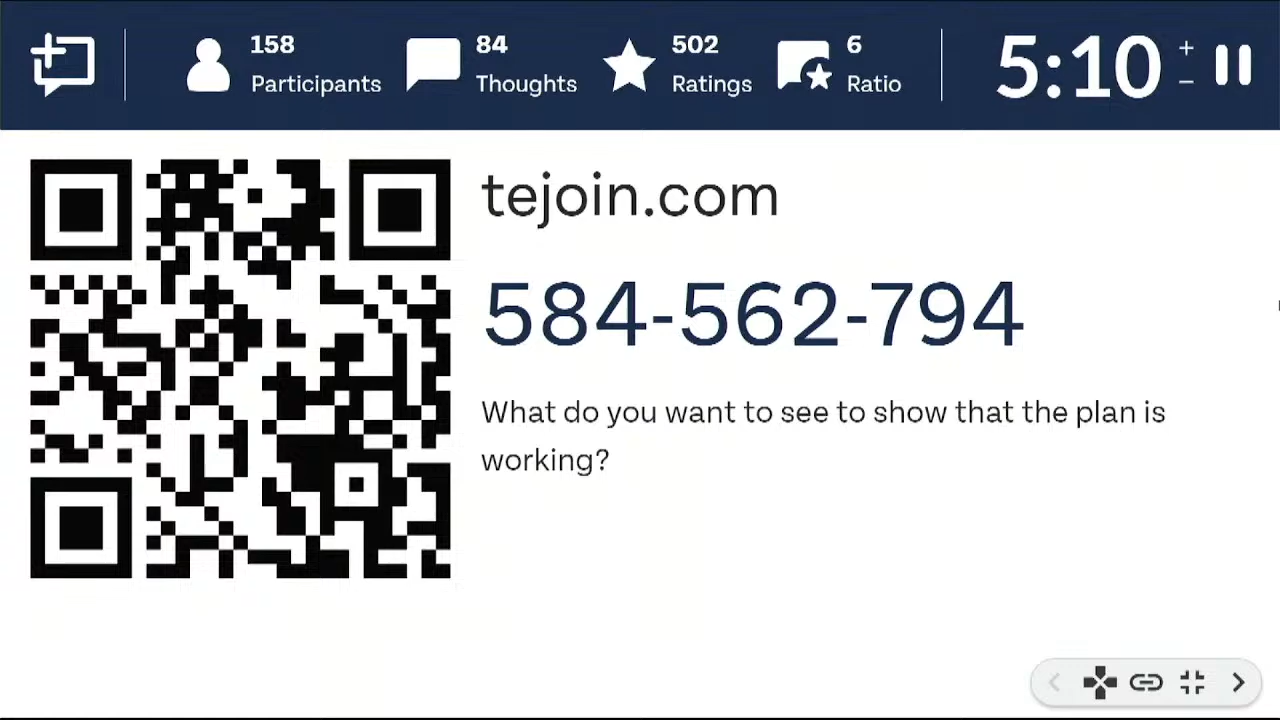 158
Participants
84
Thoughts
502
Ratings
6
Ratio
5:10
+
−
tejoin.com
584-562-794
What do you want to see to show that the plan is
working?